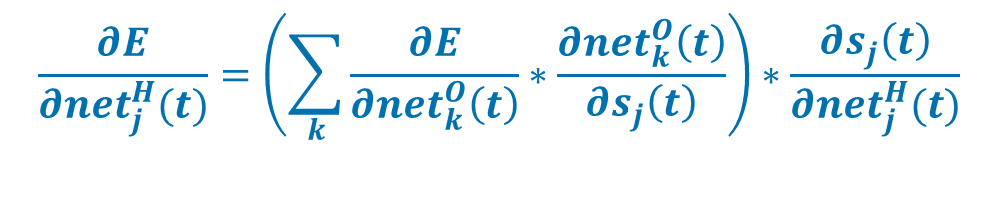 ∂E/∂net_j^H(t) = (∑_k ∂E/∂net_k^O(t) * ∂net_k^O(t)/∂s_j(t)) * ∂s_j(t)/∂net_j^H(t)